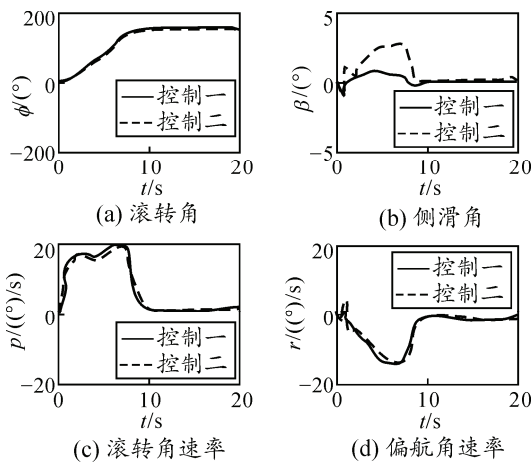 200
0
−200
ϕ/(°)
控制一
控制二
0 10 20
t/s
(a) 滚转角
5
0
−5
β/(°)
控制一
控制二
0 10 20
t/s
(b) 侧滑角
20
0
−20
p/((°)/s)
控制一
控制二
0 10 20
t/s
(c) 滚转角速率
20
0
−20
r/((°)/s)
控制一
控制二
0 10 20
t/s
(d) 偏航角速率